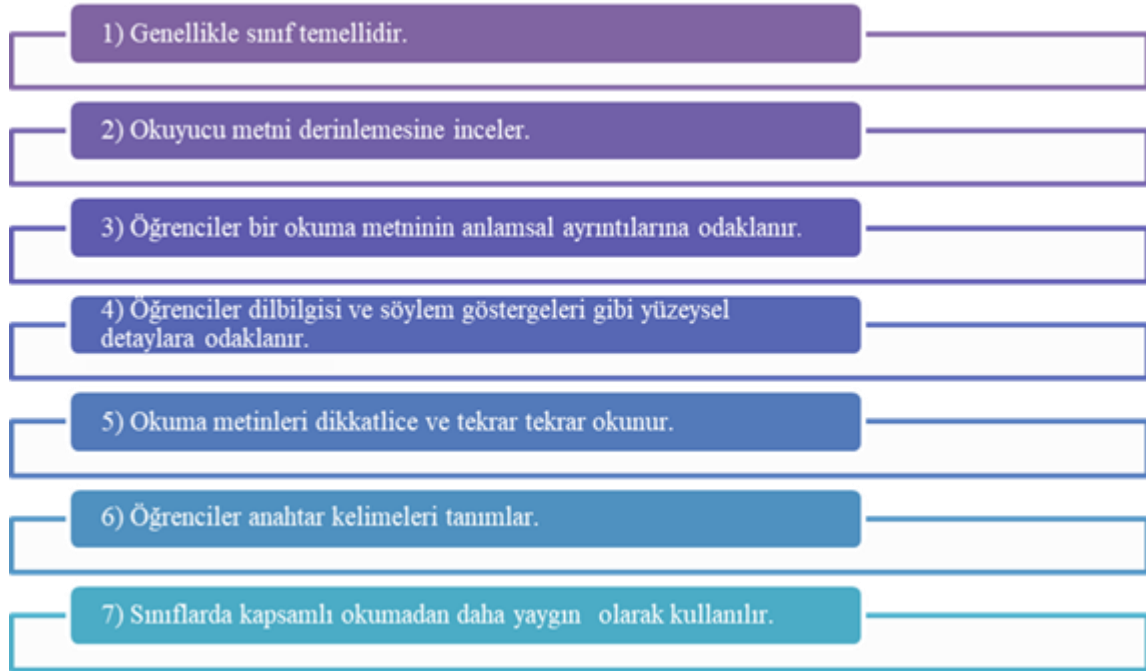 1) Genellikle sınıf temellidir.
2) Okuyucu metni derinlemesine inceler.
3) Öğrenciler bir okuma metninin anlamsal ayrıntılarına odaklanır.
4) Öğrenciler dilbilgisi ve söylem göstergeleri gibi yüzeysel
detaylara odaklanır.
5) Okuma metinleri dikkatlice ve tekrar tekrar okunur.
6) Öğrenciler anahtar kelimeleri tanımlar.
7) Sınıflarda kapsamlı okumadan daha yaygın olarak kullanılır.